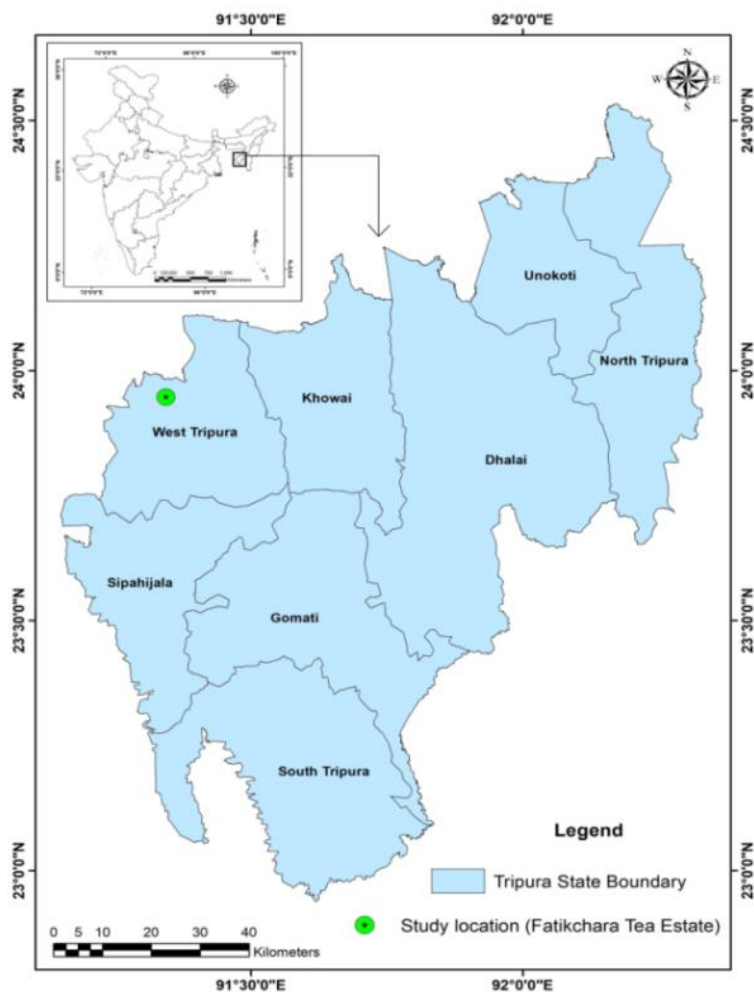 91°30'0"E 92°0'0"E
N
W E
S
24°30'0"N 24°30'0"N
Unokoti
North Tripura
24°0'0"N 24°0'0"N
Khowai
West Tripura
Dhalai
Sipahijala
23°30'0"N 23°30'0"N
Gomati
South Tripura
Legend
23°0'0"N 23°0'0"N
Tripura State Boundary
Study location (Fatikchara Tea Estate)
0 5 10 20 30 40
Kilometers
91°30'0"E 92°0'0"E